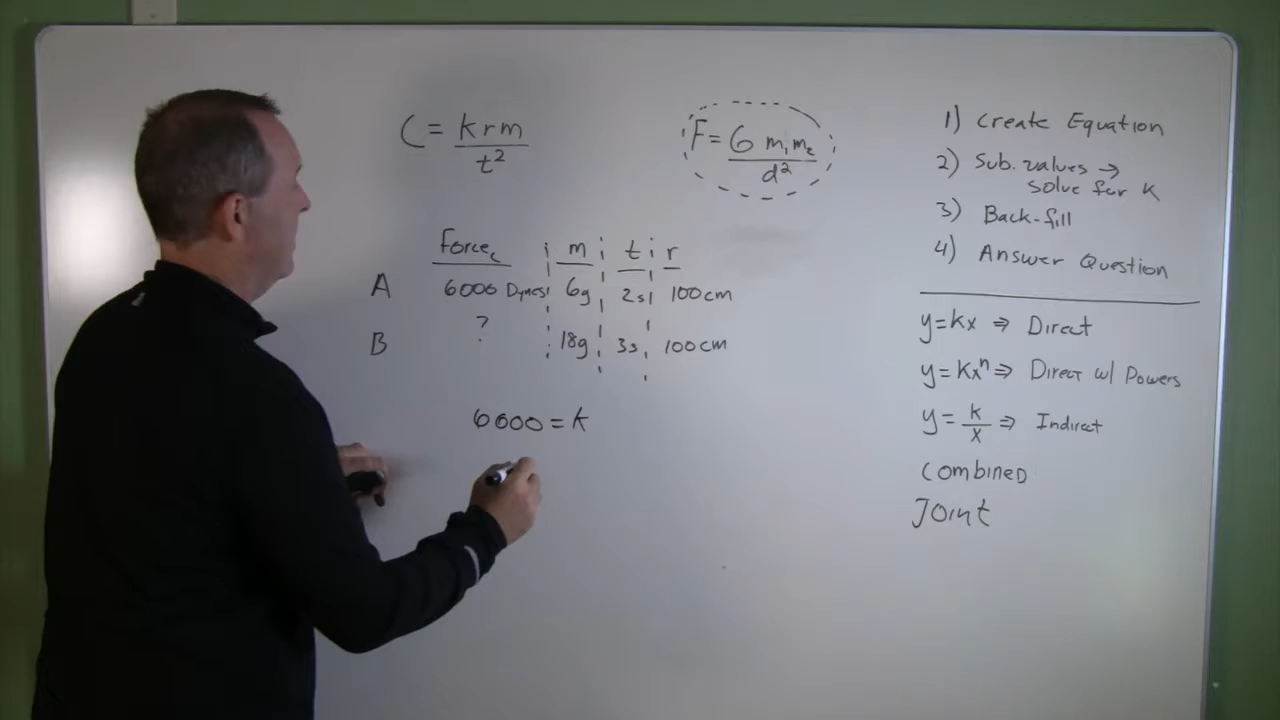 C = krm / t²
F = G m₁m₂ / d²
Force_c m t r
A 6000 Dynes 6g 2s 100cm
B ? 18g 3s 100cm
6000 = k
1) Create Equation
2) Sub. values →
solve for K
3) Back-fill
4) Answer Question
y=kx ⇒ Direct
y=Kxⁿ ⇒ Direct w/ Powers
y= k/x ⇒ Indirect
Combined
Joint